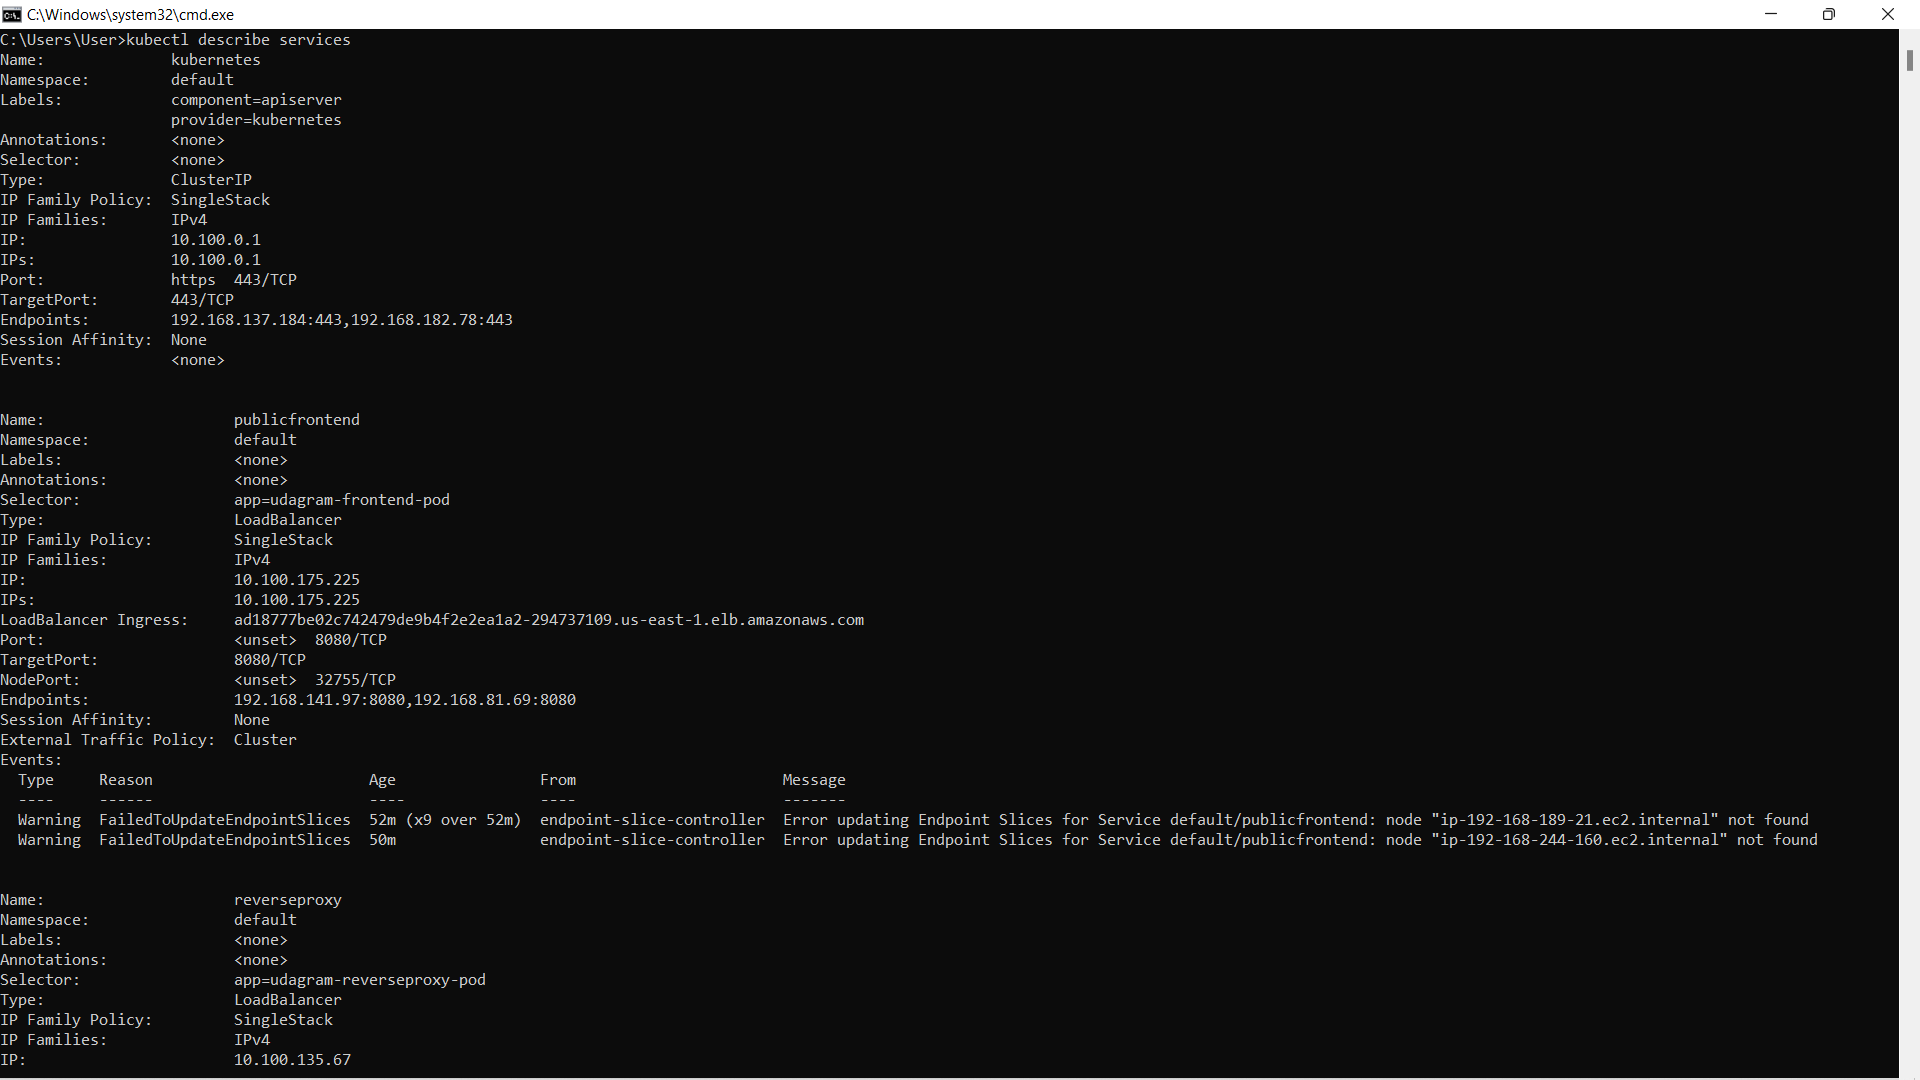 C:\Windows\system32\cmd.exe
C:\Users\User>kubectl describe services
Name:              kubernetes
Namespace:         default
Labels:            component=apiserver
                   provider=kubernetes
Annotations:       <none>
Selector:          <none>
Type:              ClusterIP
IP Family Policy:  SingleStack
IP Families:       IPv4
IP:                10.100.0.1
IPs:               10.100.0.1
Port:              https  443/TCP
TargetPort:        443/TCP
Endpoints:         192.168.137.184:443,192.168.182.78:443
Session Affinity:  None
Events:            <none>
Name:                     publicfrontend
Namespace:                default
Labels:                   <none>
Annotations:              <none>
Selector:                 app=udagram-frontend-pod
Type:                     LoadBalancer
IP Family Policy:         SingleStack
IP Families:              IPv4
IP:                       10.100.175.225
IPs:                      10.100.175.225
LoadBalancer Ingress:     ad18777be02c742479de9b4f2e2ea1a2-294737109.us-east-1.elb.amazonaws.com
Port:                     <unset>  8080/TCP
TargetPort:               8080/TCP
NodePort:                 <unset>  32755/TCP
Endpoints:                192.168.141.97:8080,192.168.81.69:8080
Session Affinity:         None
External Traffic Policy:  Cluster
Events:
  Type     Reason                        Age                From                       Message
  ----     ------                        ----               ----                       -------
  Warning  FailedToUpdateEndpointSlices  52m (x9 over 52m)  endpoint-slice-controller  Error updating Endpoint Slices for Service default/publicfrontend: node "ip-192-168-189-21.ec2.internal" not found
  Warning  FailedToUpdateEndpointSlices  50m                endpoint-slice-controller  Error updating Endpoint Slices for Service default/publicfrontend: node "ip-192-168-244-160.ec2.internal" not found
Name:                     reverseproxy
Namespace:                default
Labels:                   <none>
Annotations:              <none>
Selector:                 app=udagram-reverseproxy-pod
Type:                     LoadBalancer
IP Family Policy:         SingleStack
IP Families:              IPv4
IP:                       10.100.135.67